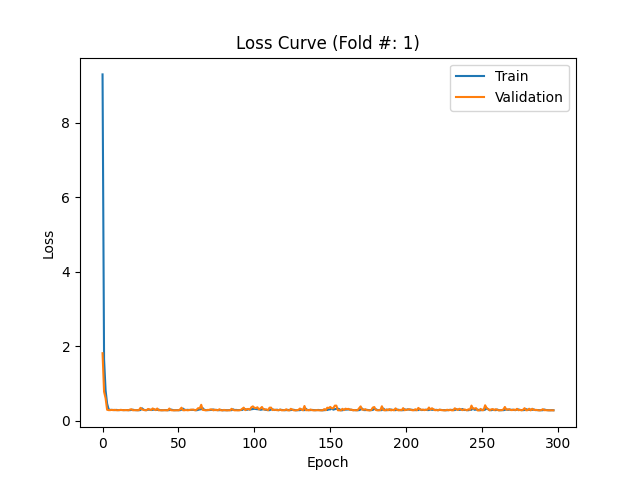 Loss Curve (Fold #: 1)
Train
Validation
8
6
4
2
0
Loss
0 50 100 150 200 250 300
Epoch